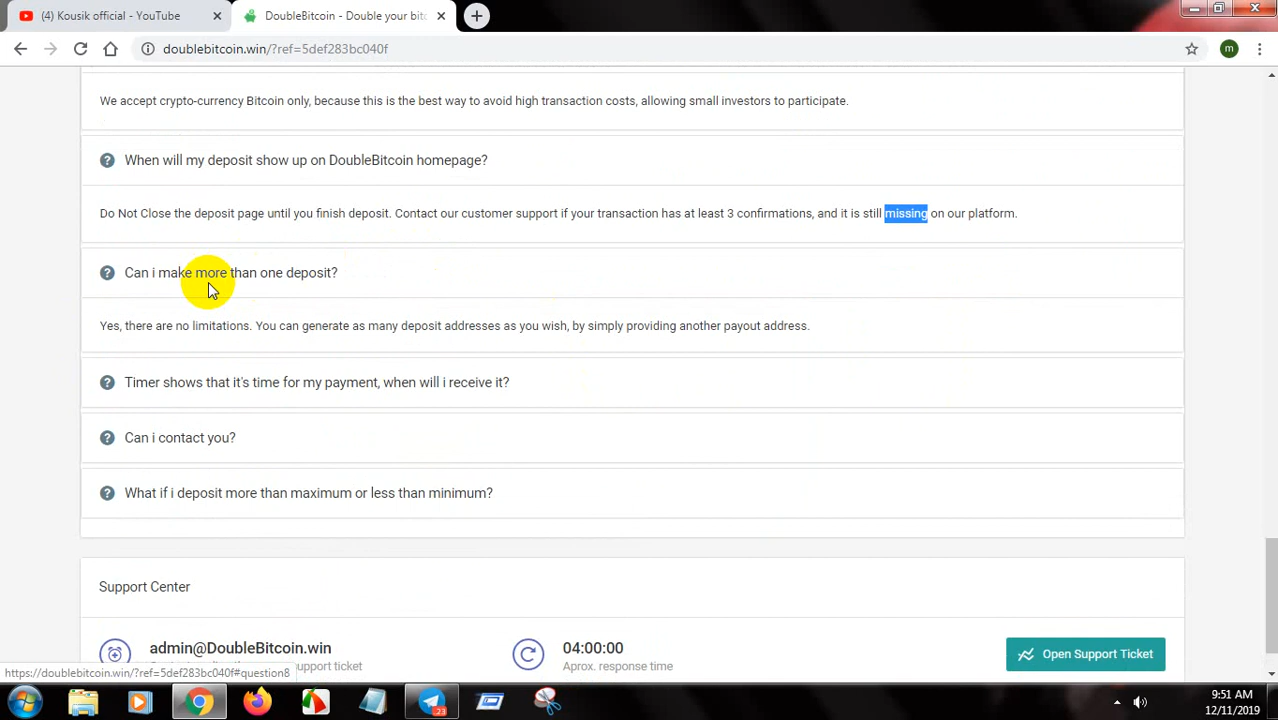 (4) Kousik official - YouTube
DoubleBitcoin - Double your bitc
doublebitcoin.win/?ref=5def283bc040f
m
We accept crypto-currency Bitcoin only, because this is the best way to avoid high transaction costs, allowing small investors to participate.
When will my deposit show up on DoubleBitcoin homepage?
Do Not Close the deposit page until you finish deposit. Contact our customer support if your transaction has at least 3 confirmations, and it is still missing on our platform.
Can i make more than one deposit?
Yes, there are no limitations. You can generate as many deposit addresses as you wish, by simply providing another payout address.
Timer shows that it's time for my payment, when will i receive it?
Can i contact you?
What if i deposit more than maximum or less than minimum?
Support Center
admin@DoubleBitcoin.win
04:00:00
Open Support Ticket
support ticket
Aprox. response time
https://doublebitcoin.win/?ref=5def283bc040f#question8
23
9:51 AM
12/11/2019